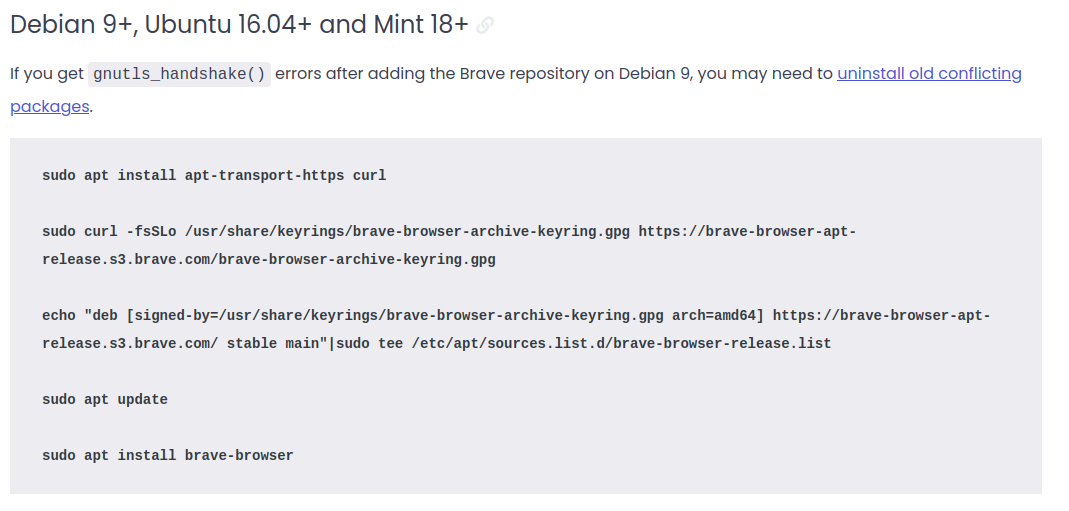 Debian 9+, Ubuntu 16.04+ and Mint 18+
If you get gnutls_handshake() errors after adding the Brave repository on Debian 9, you may need to uninstall old conflicting
packages.
sudo apt install apt-transport-https curl
sudo curl -fsSLo /usr/share/keyrings/brave-browser-archive-keyring.gpg https://brave-browser-apt-
release.s3.brave.com/brave-browser-archive-keyring.gpg
echo "deb [signed-by=/usr/share/keyrings/brave-browser-archive-keyring.gpg arch=amd64] https://brave-browser-apt-
release.s3.brave.com/ stable main"|sudo tee /etc/apt/sources.list.d/brave-browser-release.list
sudo apt update
sudo apt install brave-browser